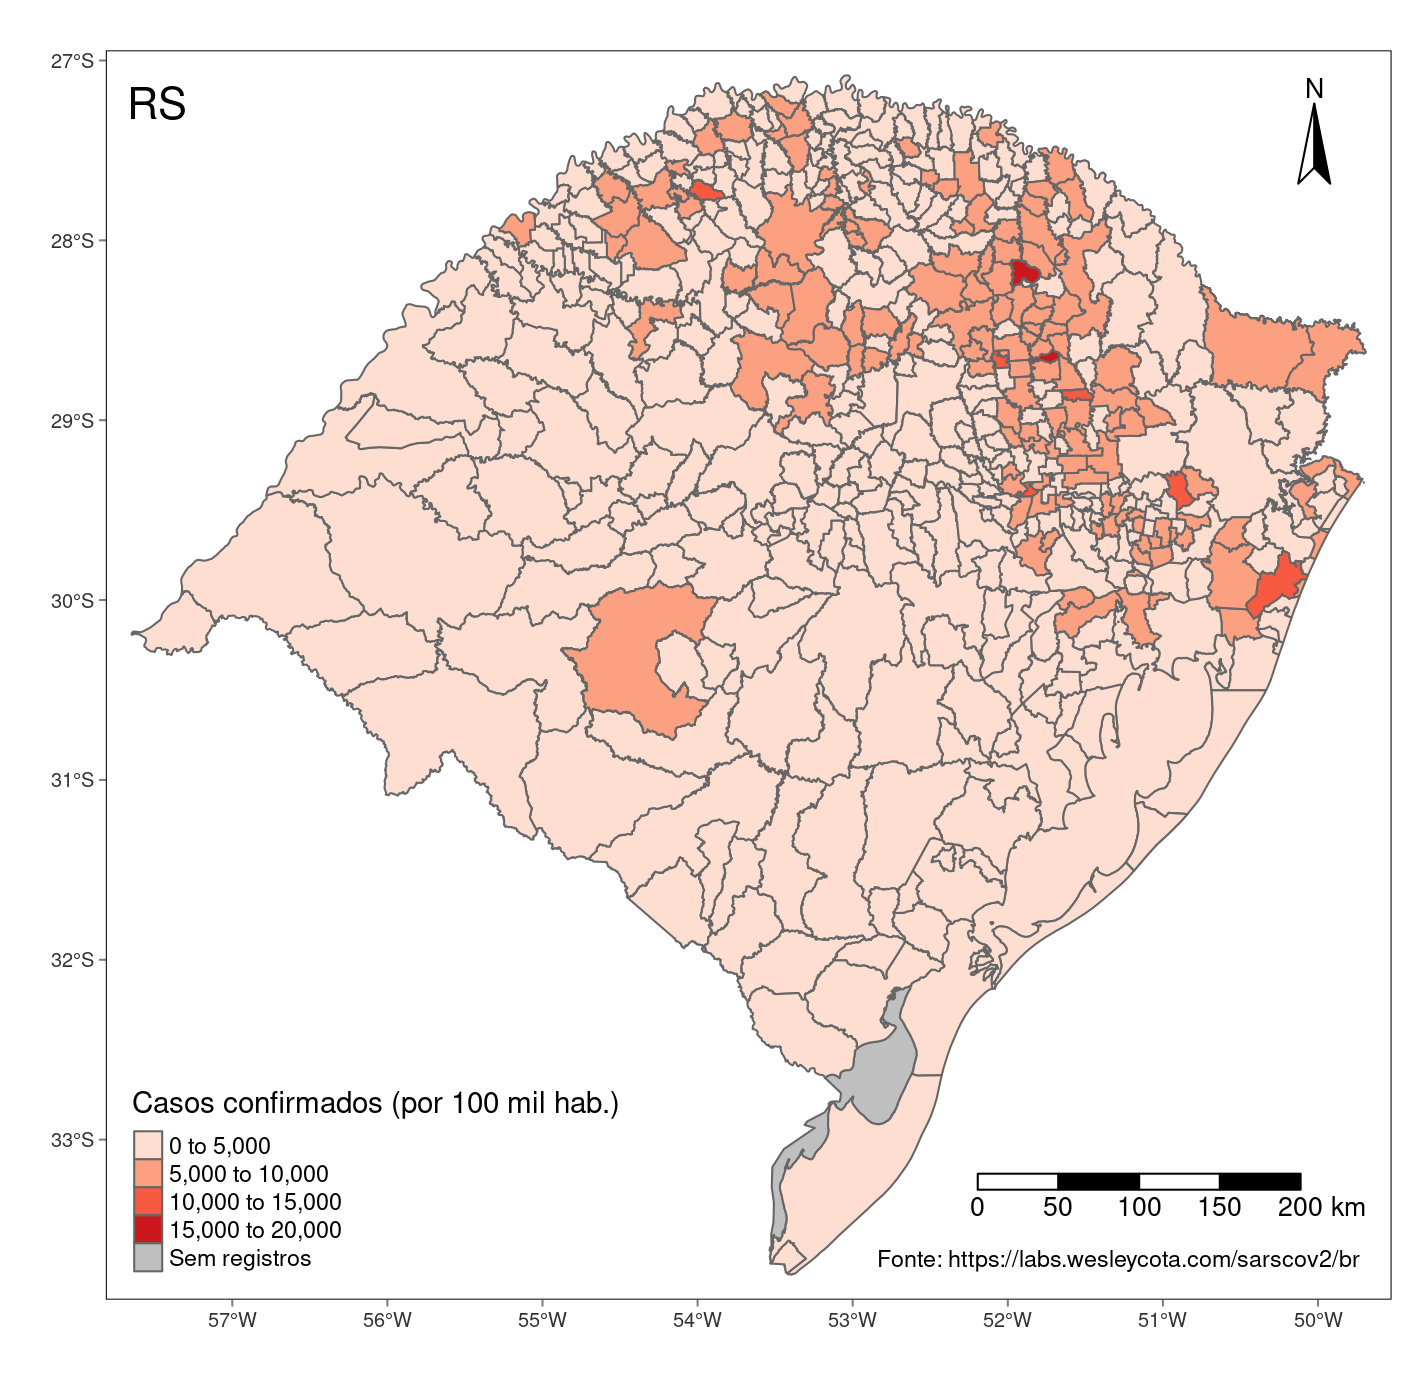 RS
N
27°S
28°S
29°S
30°S
31°S
32°S
33°S
Casos confirmados (por 100 mil hab.)
0 to 5,000
5,000 to 10,000
10,000 to 15,000
15,000 to 20,000
Sem registros
0 50 100 150 200 km
Fonte: https://labs.wesleycota.com/sarscov2/br
57°W 56°W 55°W 54°W 53°W 52°W 51°W 50°W